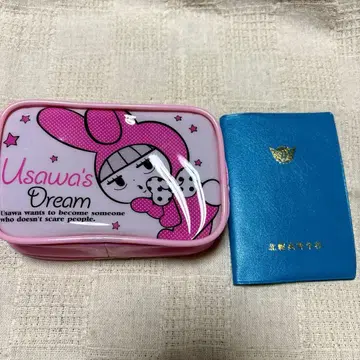 Usawa's
Dream
Usawa wants to become someone
who doesn't scare people.